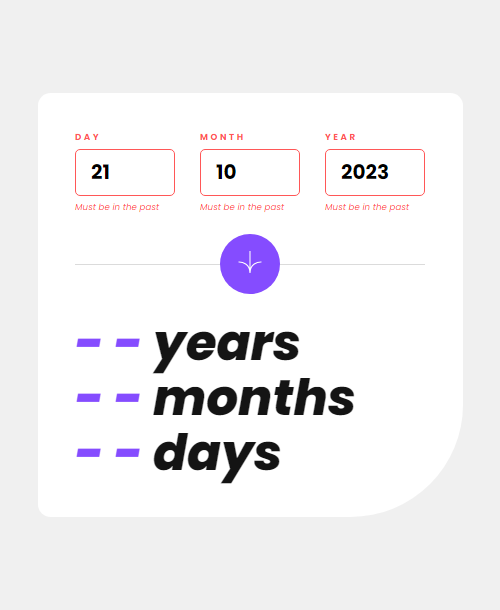 DAY MONTH YEAR
21 10 2023
Must be in the past Must be in the past Must be in the past
-- years
-- months
-- days